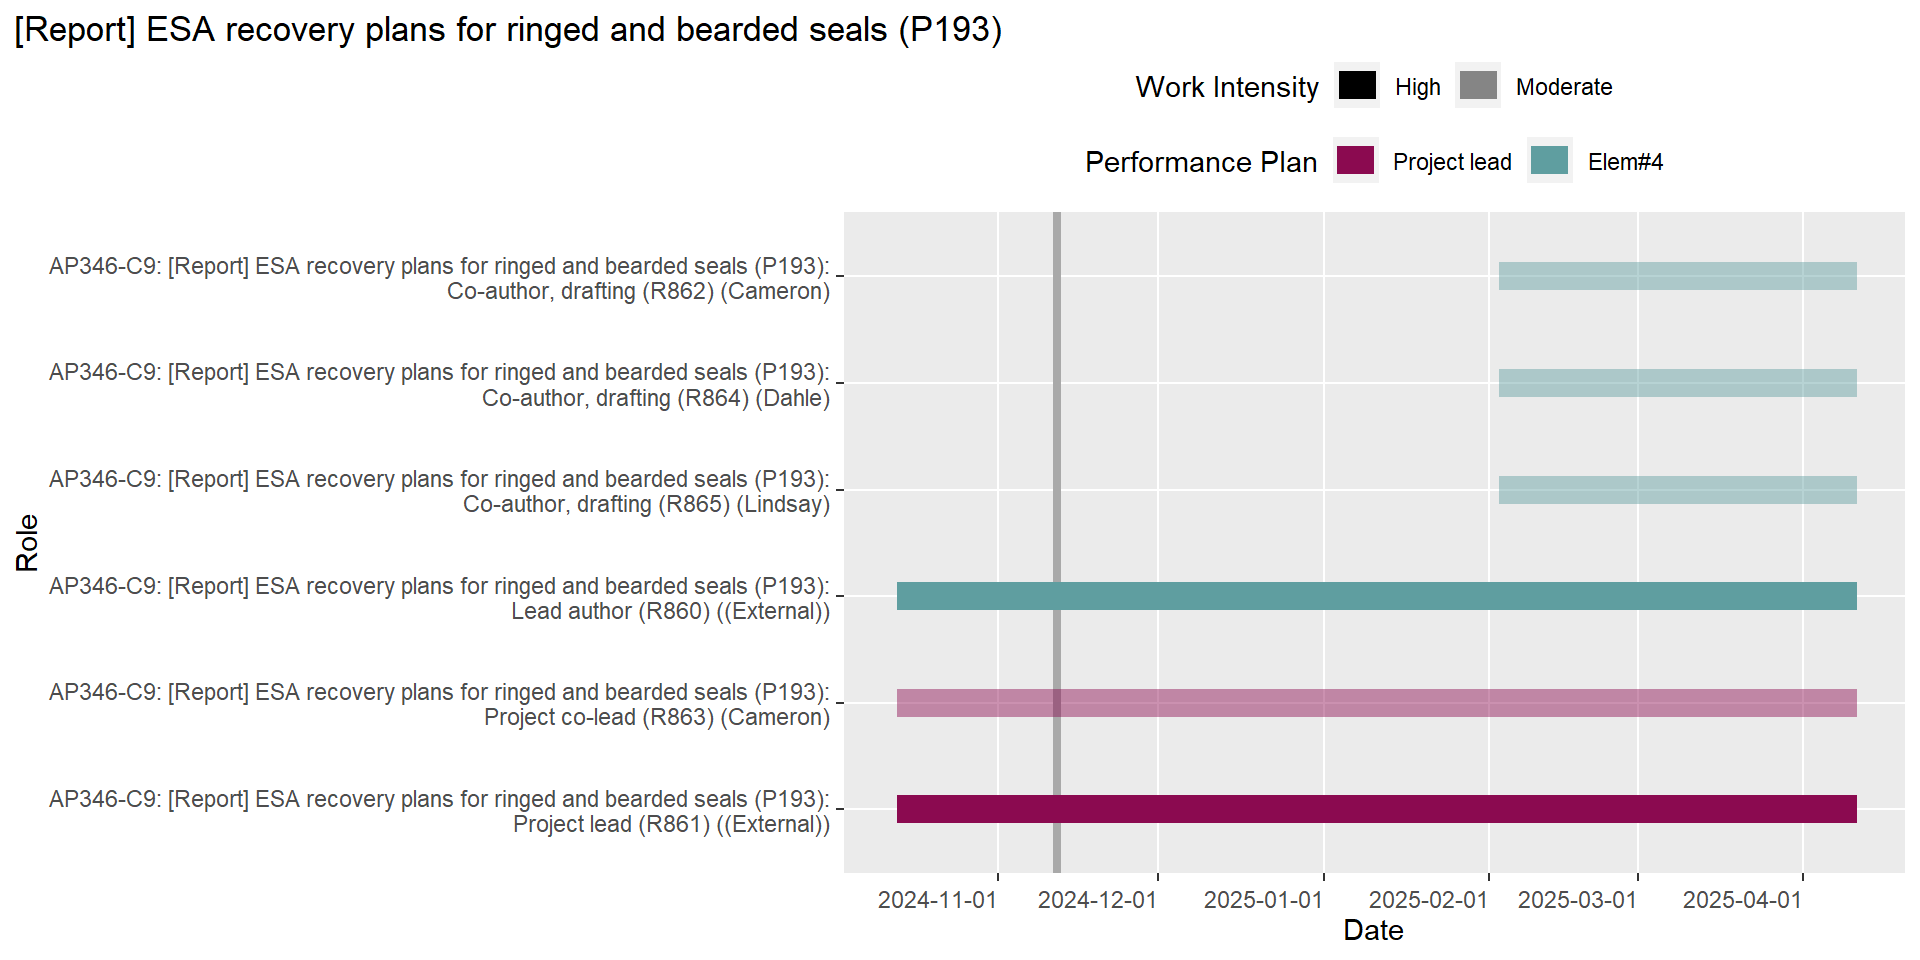 [Report] ESA recovery plans for ringed and bearded seals (P193)
Work Intensity High Moderate
Performance Plan Project lead Elem#4
AP346-C9: [Report] ESA recovery plans for ringed and bearded seals (P193):
Co-author, drafting (R862) (Cameron)
AP346-C9: [Report] ESA recovery plans for ringed and bearded seals (P193):
Co-author, drafting (R864) (Dahle)
AP346-C9: [Report] ESA recovery plans for ringed and bearded seals (P193):
Co-author, drafting (R865) (Lindsay)
Role
AP346-C9: [Report] ESA recovery plans for ringed and bearded seals (P193):
Lead author (R860) ((External))
AP346-C9: [Report] ESA recovery plans for ringed and bearded seals (P193):
Project co-lead (R863) (Cameron)
AP346-C9: [Report] ESA recovery plans for ringed and bearded seals (P193):
Project lead (R861) ((External))
2024-11-01 2024-12-01 2025-01-01 2025-02-01 2025-03-01 2025-04-01
Date